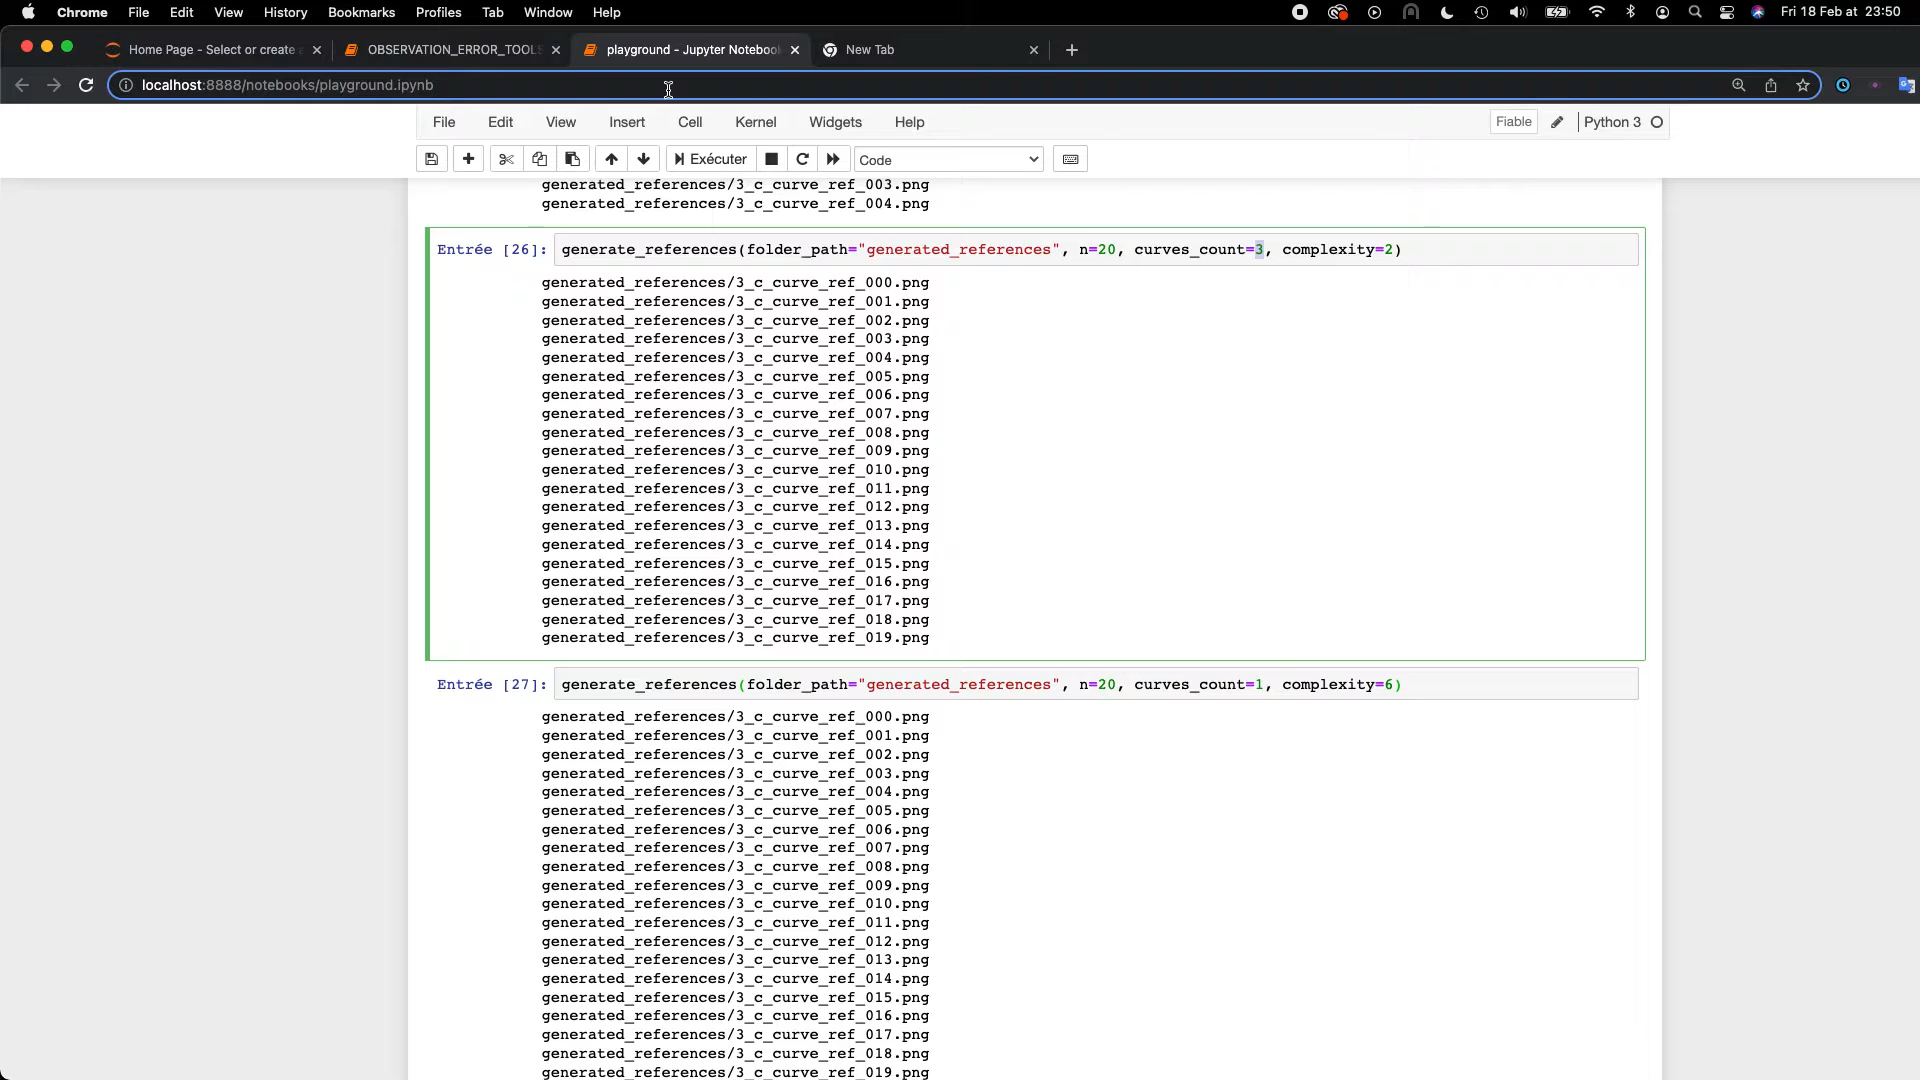 Chrome File Edit View History Bookmarks Profiles Tab Window Help Fri 18 Feb at 23:50
Home Page - Select or create a OBSERVATION_ERROR_TOOLS playground - Jupyter Notebook New Tab
localhost:8888/notebooks/playground.ipynb
File Edit View Insert Cell Kernel Widgets Help Fiable Python 3
Exécuter Code
generated_references/3_c_curve_ref_003.png
generated_references/3_c_curve_ref_004.png
Entrée [26]: generate_references(folder_path="generated_references", n=20, curves_count=3, complexity=2)
generated_references/3_c_curve_ref_000.png
generated_references/3_c_curve_ref_001.png
generated_references/3_c_curve_ref_002.png
generated_references/3_c_curve_ref_003.png
generated_references/3_c_curve_ref_004.png
generated_references/3_c_curve_ref_005.png
generated_references/3_c_curve_ref_006.png
generated_references/3_c_curve_ref_007.png
generated_references/3_c_curve_ref_008.png
generated_references/3_c_curve_ref_009.png
generated_references/3_c_curve_ref_010.png
generated_references/3_c_curve_ref_011.png
generated_references/3_c_curve_ref_012.png
generated_references/3_c_curve_ref_013.png
generated_references/3_c_curve_ref_014.png
generated_references/3_c_curve_ref_015.png
generated_references/3_c_curve_ref_016.png
generated_references/3_c_curve_ref_017.png
generated_references/3_c_curve_ref_018.png
generated_references/3_c_curve_ref_019.png
Entrée [27]: generate_references(folder_path="generated_references", n=20, curves_count=1, complexity=6)
generated_references/3_c_curve_ref_000.png
generated_references/3_c_curve_ref_001.png
generated_references/3_c_curve_ref_002.png
generated_references/3_c_curve_ref_003.png
generated_references/3_c_curve_ref_004.png
generated_references/3_c_curve_ref_005.png
generated_references/3_c_curve_ref_006.png
generated_references/3_c_curve_ref_007.png
generated_references/3_c_curve_ref_008.png
generated_references/3_c_curve_ref_009.png
generated_references/3_c_curve_ref_010.png
generated_references/3_c_curve_ref_011.png
generated_references/3_c_curve_ref_012.png
generated_references/3_c_curve_ref_013.png
generated_references/3_c_curve_ref_014.png
generated_references/3_c_curve_ref_015.png
generated_references/3_c_curve_ref_016.png
generated_references/3_c_curve_ref_017.png
generated_references/3_c_curve_ref_018.png
generated_references/3_c_curve_ref_019.png